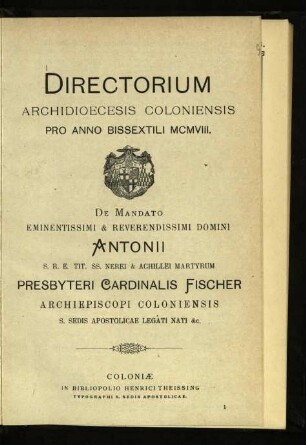 DIRECTORIUM
ARCHIDIOECESIS COLONIENSIS
PRO ANNO BISSEXTILI MCMVIII.
DE MANDATO
EMINENTISSIMI & REVERENDISSIMI DOMINI
ANTONII
S. R. E. TIT. SS. NEREI & ACHILLEI MARTYRUM
PRESBYTERI CARDINALIS FISCHER
ARCHIEPISCOPI COLONIENSIS
S. SEDIS APOSTOLICAE LEGATI NATI &c.
COLONIÆ
IN BIBLIOPOLIO HENRICI THEISSING
TYPOGRAPHI S. SEDIS APOSTOLICAE.
1